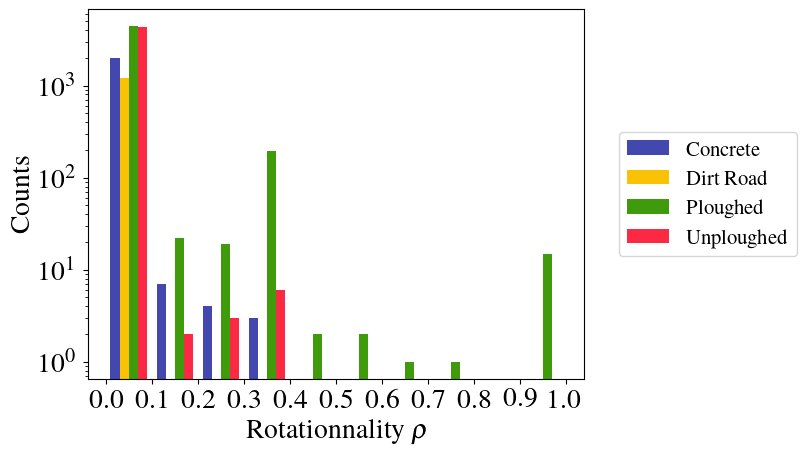 Counts
10³
10²
10¹
10⁰
0.0 0.1 0.2 0.3 0.4 0.5 0.6 0.7 0.8 0.9 1.0
Rotationnality ρ
Concrete
Dirt Road
Ploughed
Unploughed